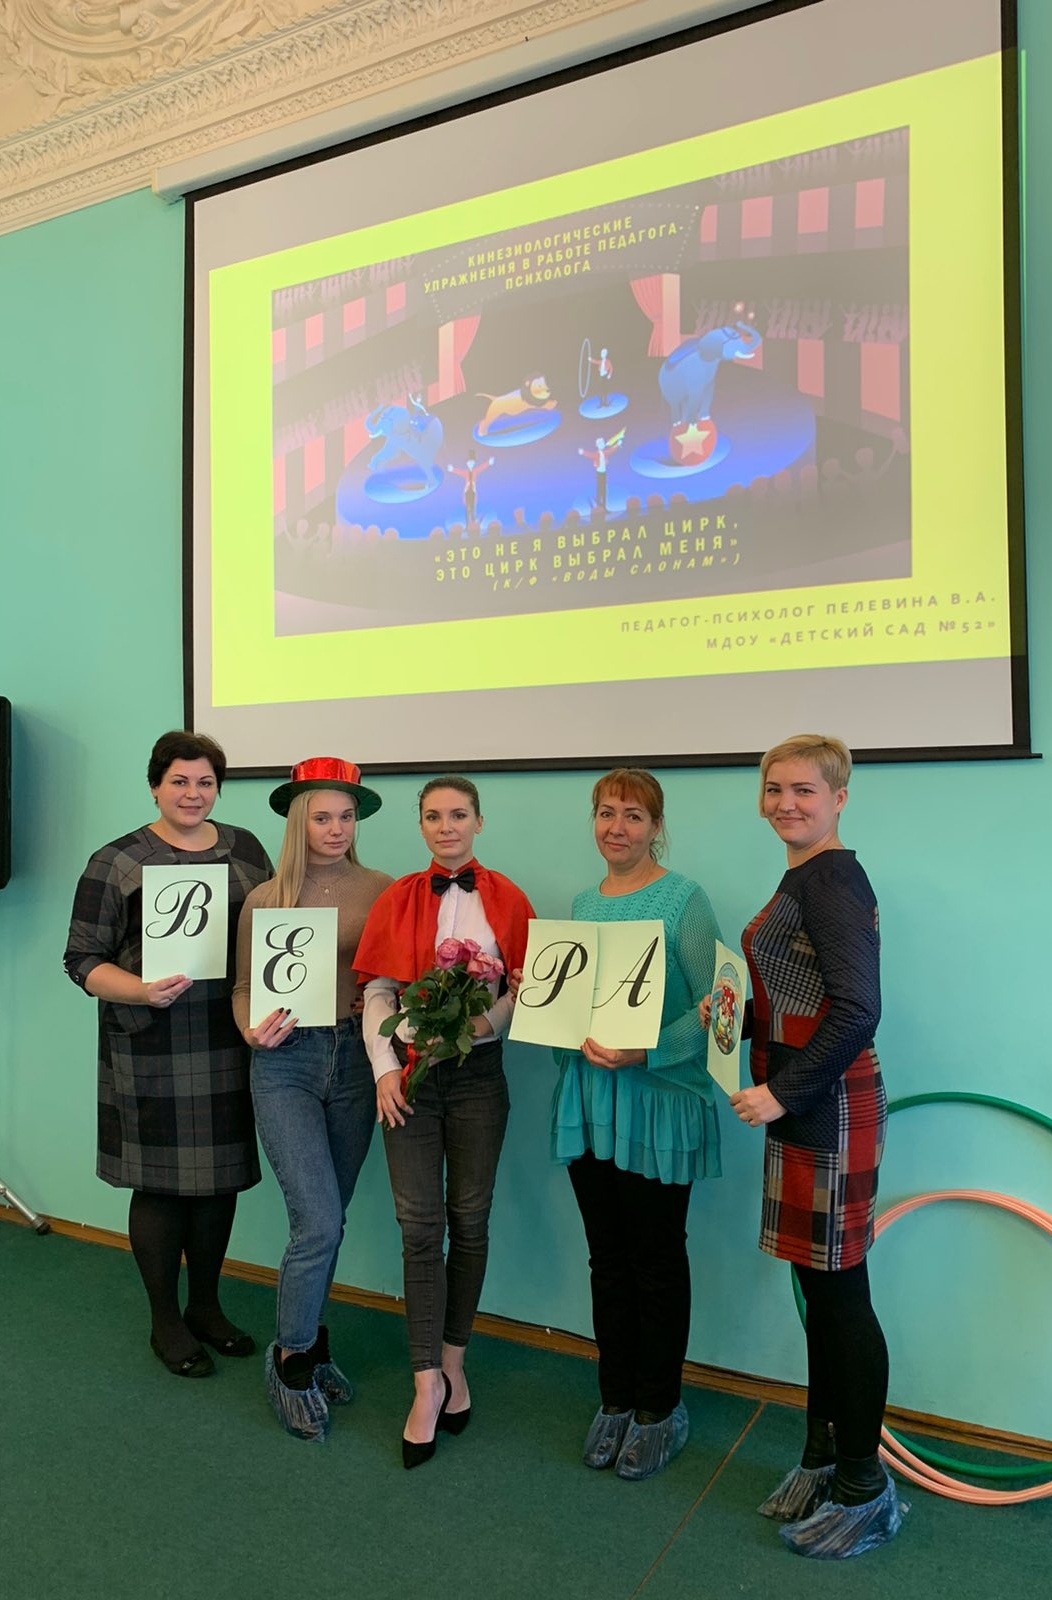 КИНЕЗИОЛОГИЧЕСКИЕ
УПРАЖНЕНИЯ В РАБОТЕ ПЕДАГОГА-
ПСИХОЛОГА
«ЭТО НЕ Я ВЫБРАЛ ЦИРК,
ЭТО ЦИРК ВЫБРАЛ МЕНЯ»
(К/Ф «ВОДЫ СЛОНАМ»)
ПЕДАГОГ-ПСИХОЛОГ ПЕЛЕВИНА В.А.
МДОУ «ДЕТСКИЙ САД №52»
В Е Р А